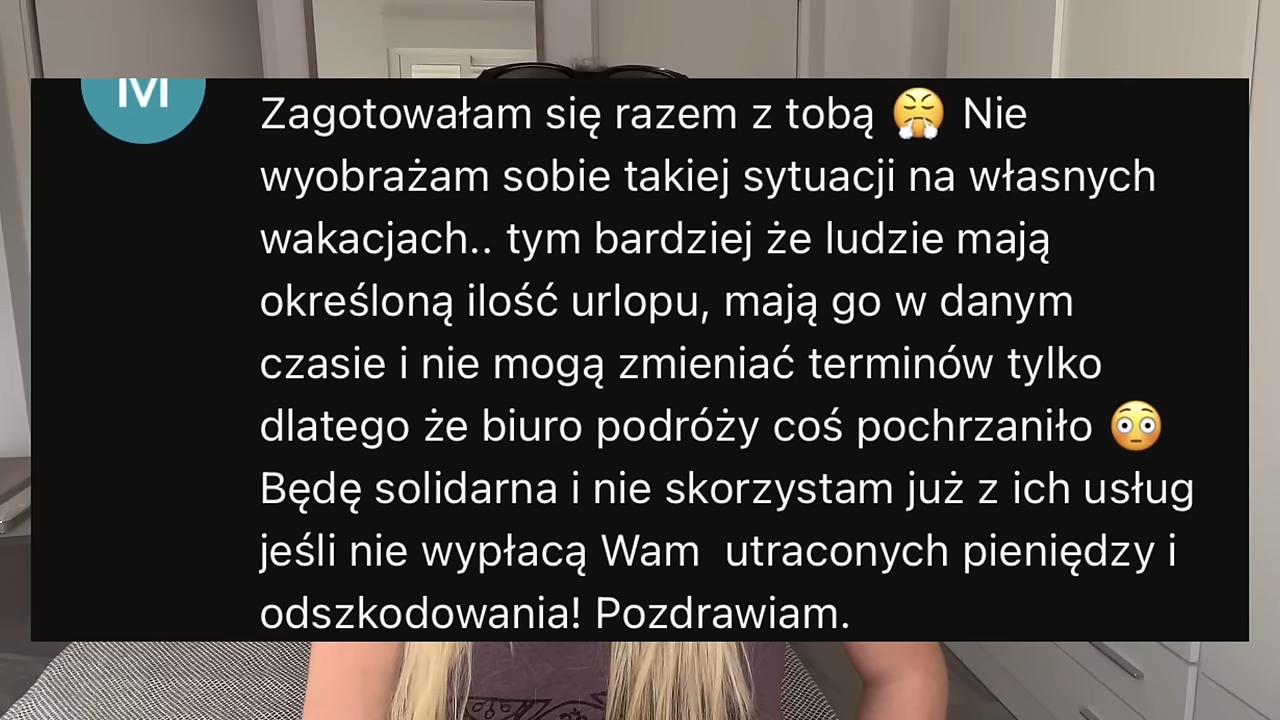 M
Zagotowałam się razem z tobą 😤 Nie
wyobrażam sobie takiej sytuacji na własnych
wakacjach.. tym bardziej że ludzie mają
określoną ilość urlopu, mają go w danym
czasie i nie mogą zmieniać terminów tylko
dlatego że biuro podróży coś pochrzaniło 😳
Będę solidarna i nie skorzystam już z ich usług
jeśli nie wypłacą Wam  utraconych pieniędzy i
odszkodowania! Pozdrawiam.